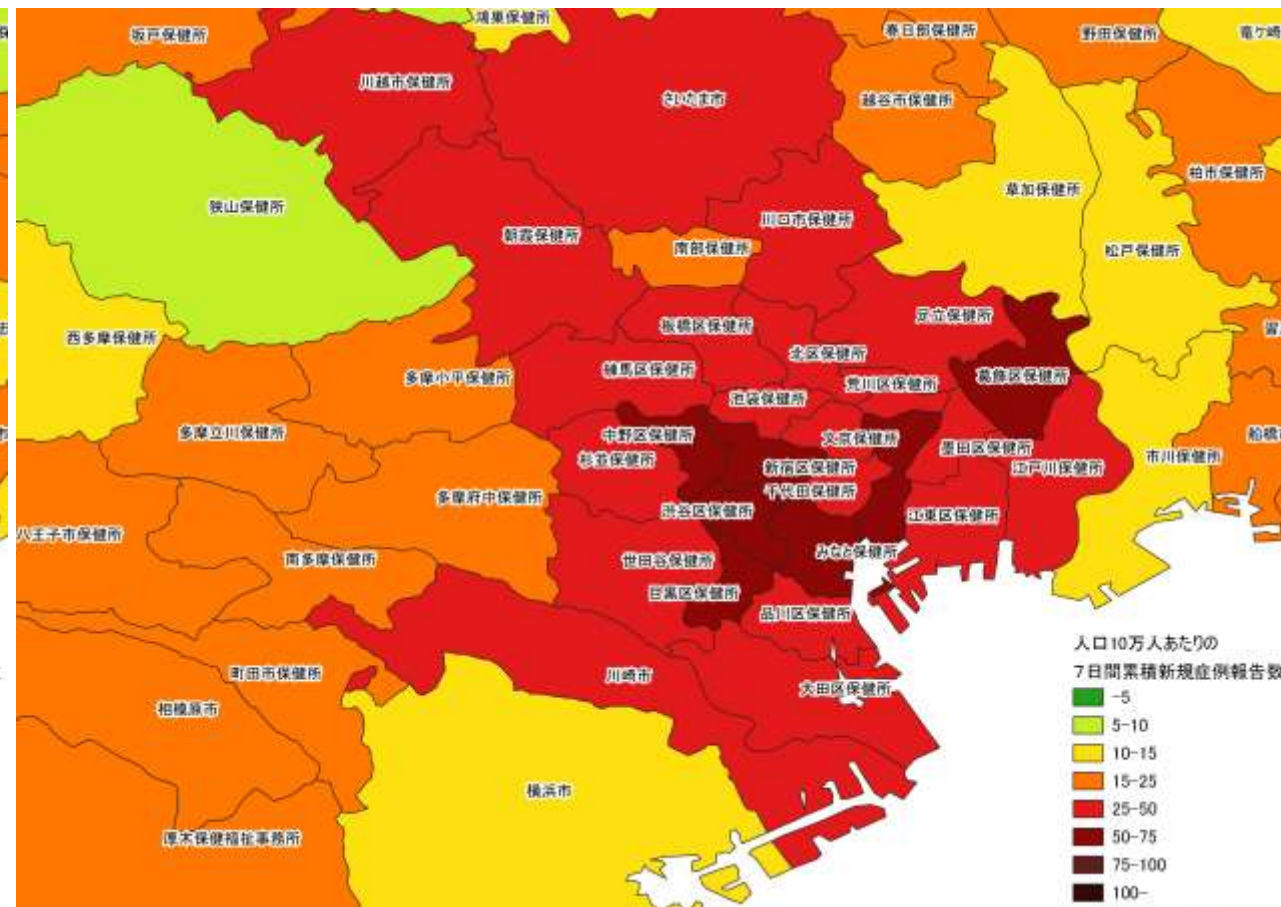 鴻巣保健所
坂戸保健所
春日部保健所
野田保健所
竜ケ崎
川越市保健所
さいたま市
越谷市保健所
柏市保健所
草加保健所
狭山保健所
川口市保健所
朝霞保健所
南部保健所
松戸保健所
足立保健所
板橋区保健所
西多摩保健所
北区保健所
練馬区保健所
葛飾区保健所
多摩小平保健所
荒川区保健所
池袋保健所
多摩立川保健所
中野区保健所
文京保健所
船橋
墨田区保健所
市川保健所
杉並保健所
新宿区保健所
江戸川保健所
千代田保健所
多摩府中保健所
渋谷区保健所
江東区保健所
八王子市保健所
みなと保健所
南多摩保健所
世田谷保健所
目黒区保健所
品川区保健所
町田市保健所
川崎市
大田区保健所
相模原市
横浜市
厚木保健福祉事務所
人口10万人あたりの
7日間累積新規症例報告数
-5
5-10
10-15
15-25
25-50
50-75
75-100
100-